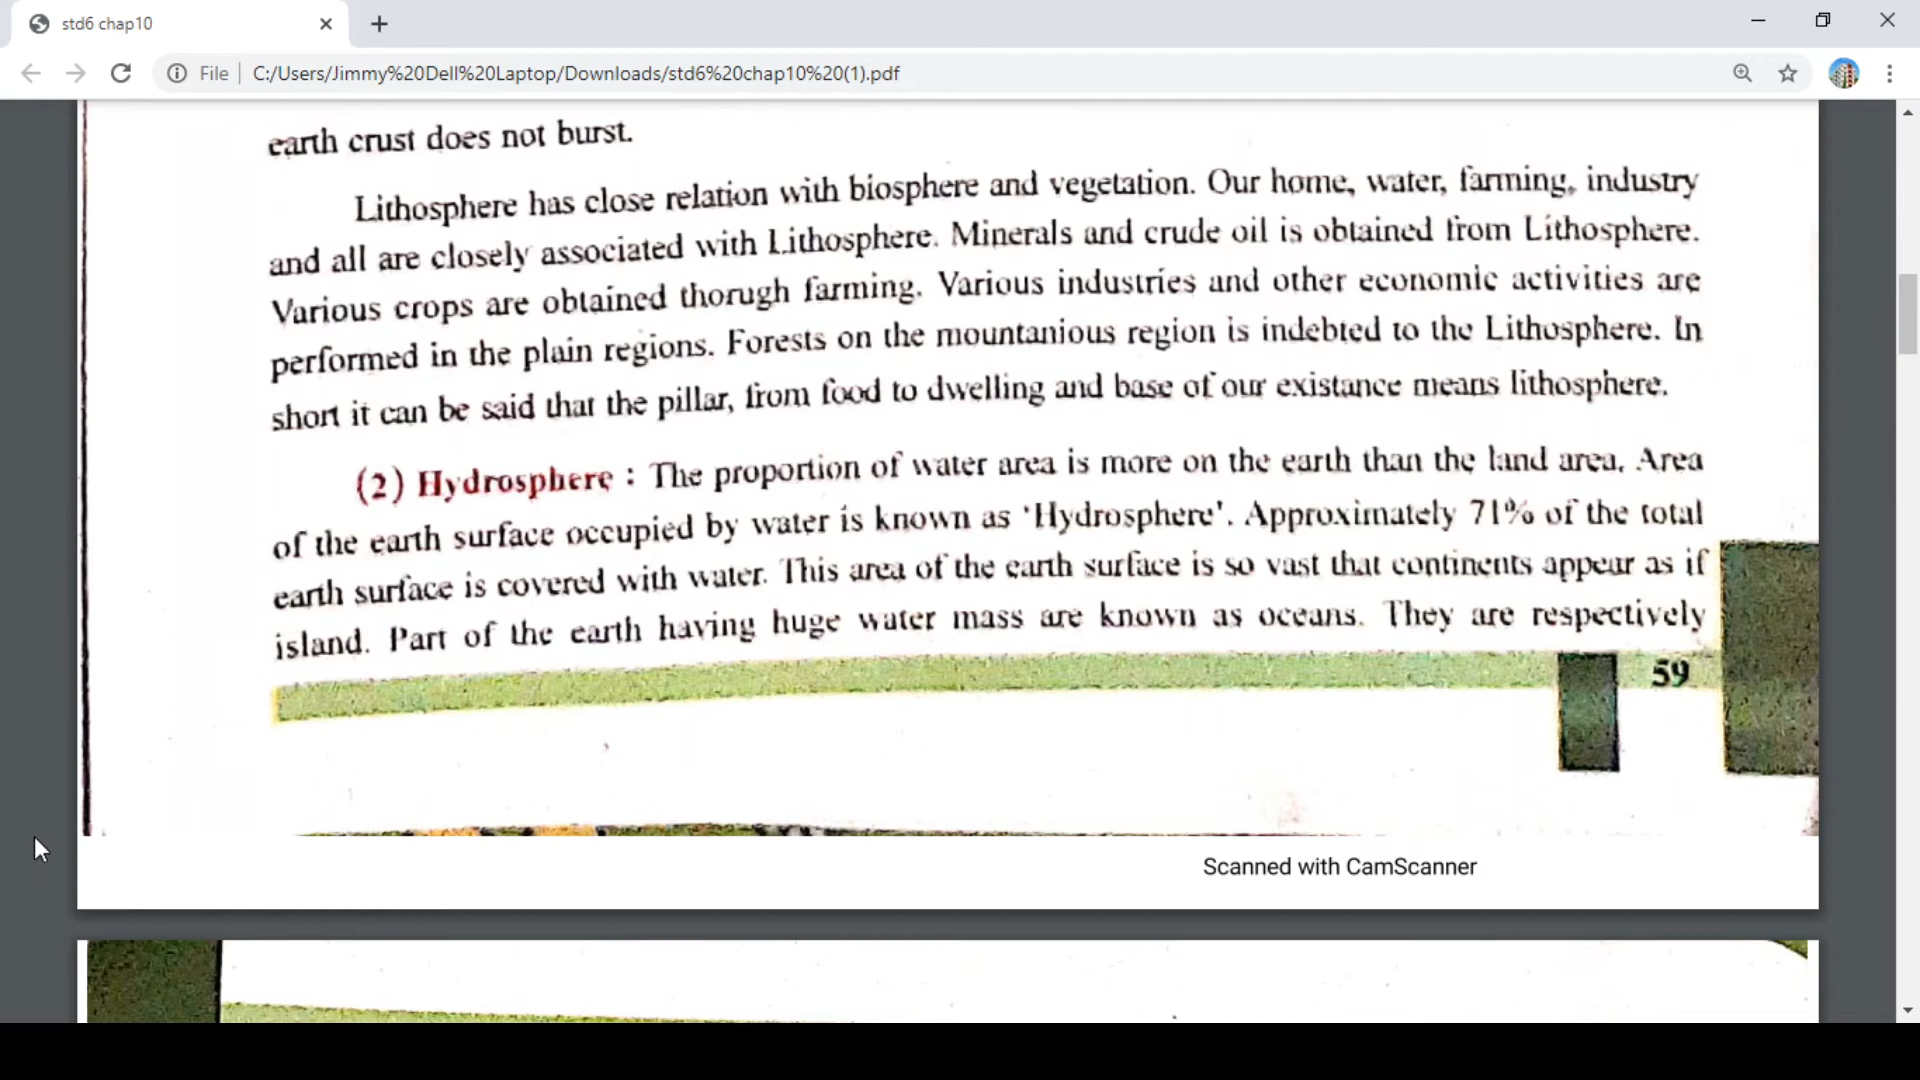 std6 chap10
File
C:/Users/Jimmy%20Dell%20Laptop/Downloads/std6%20chap10%20(1).pdf
earth crust does not burst.
Lithosphere has close relation with biosphere and vegetation. Our home, water, farming, industry
and all are closely associated with Lithosphere. Minerals and crude oil is obtained from Lithosphere.
Various crops are obtained thorugh farming. Various industries and other economic activities are
performed in the plain regions. Forests on the mountanious region is indebted to the Lithosphere. In
short it can be said that the pillar, from food to dwelling and base of our existance means lithosphere.
(2) Hydrosphere : The proportion of water area is more on the earth than the land area. Area
of the earth surface occupied by water is known as ‘Hydrosphere’. Approximately 71% of the total
earth surface is covered with water. This area of the earth surface is so vast that continents appear as if
island. Part of the earth having huge water mass are known as oceans. They are respectively
59
Scanned with CamScanner